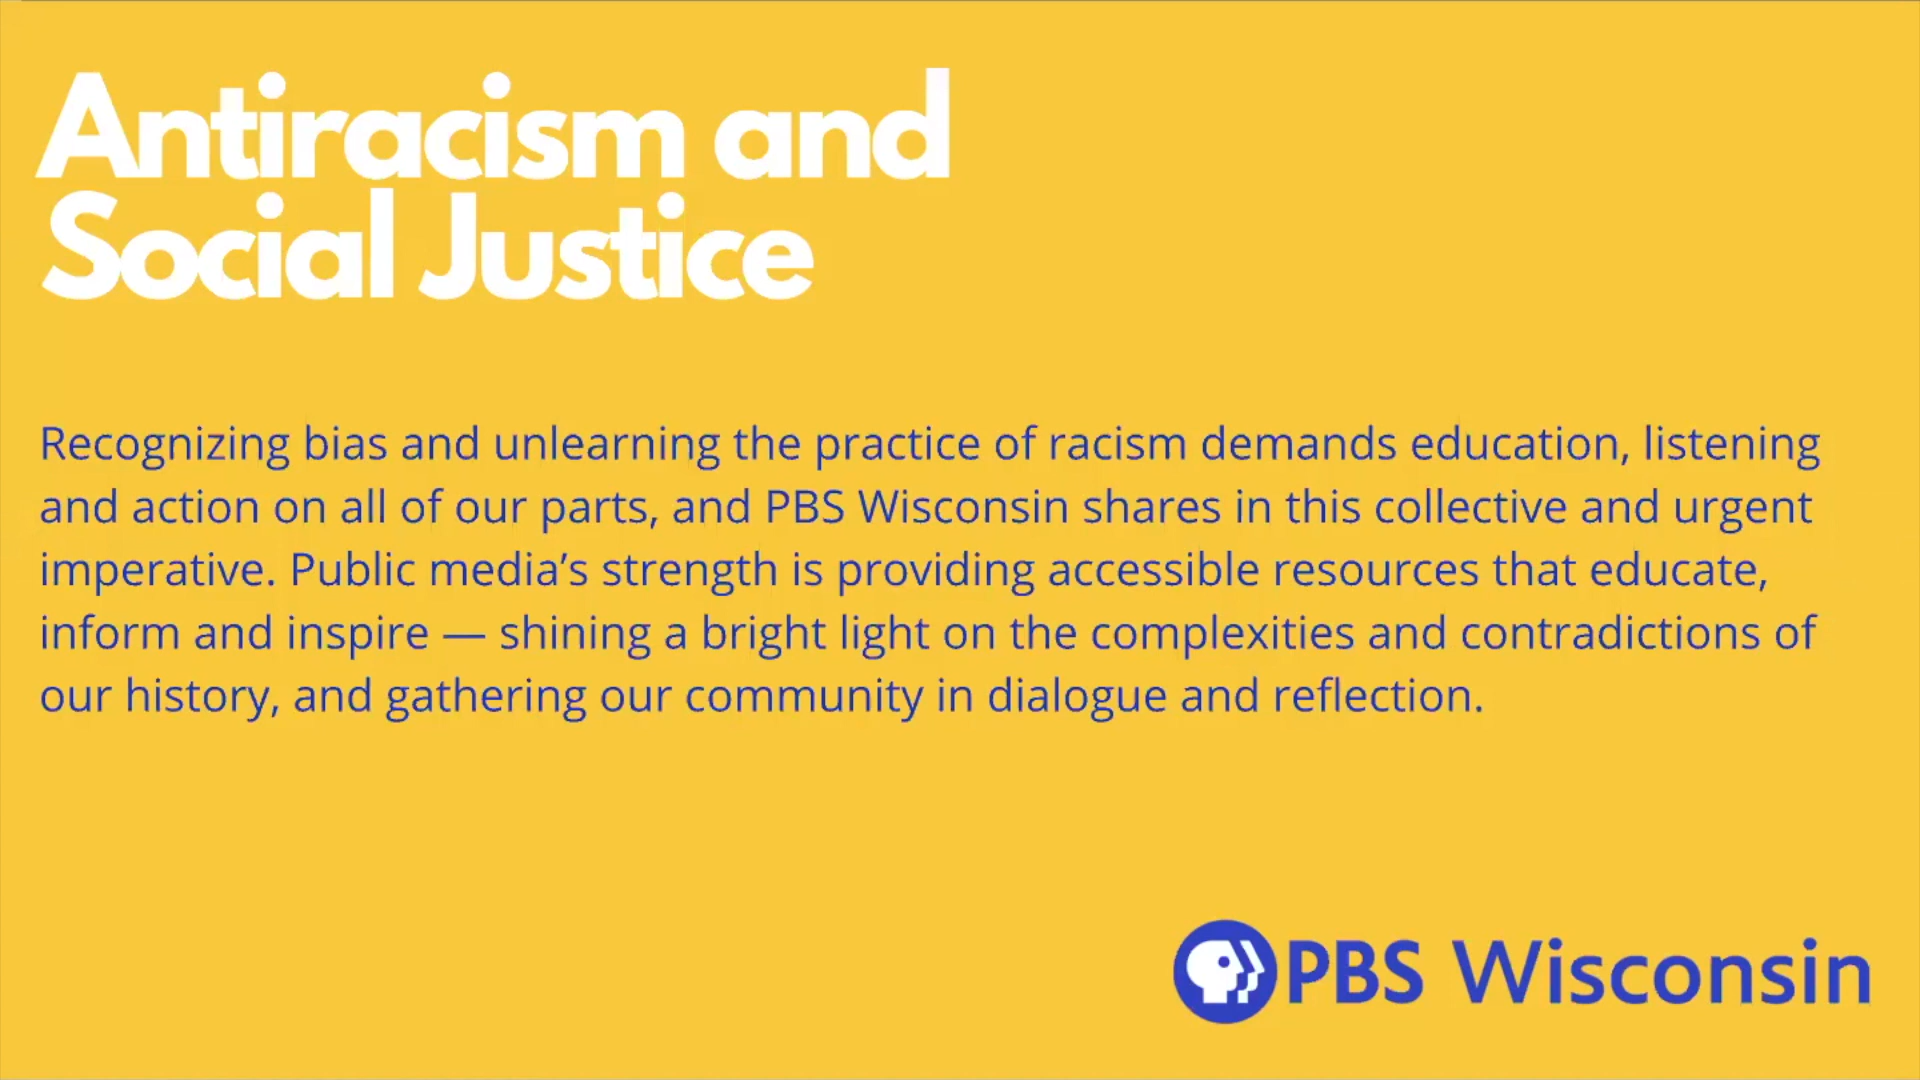 Antiracism and
Social Justice
Recognizing bias and unlearning the practice of racism demands education, listening
and action on all of our parts, and PBS Wisconsin shares in this collective and urgent
imperative. Public media’s strength is providing accessible resources that educate,
inform and inspire — shining a bright light on the complexities and contradictions of
our history, and gathering our community in dialogue and reflection.
PBS Wisconsin